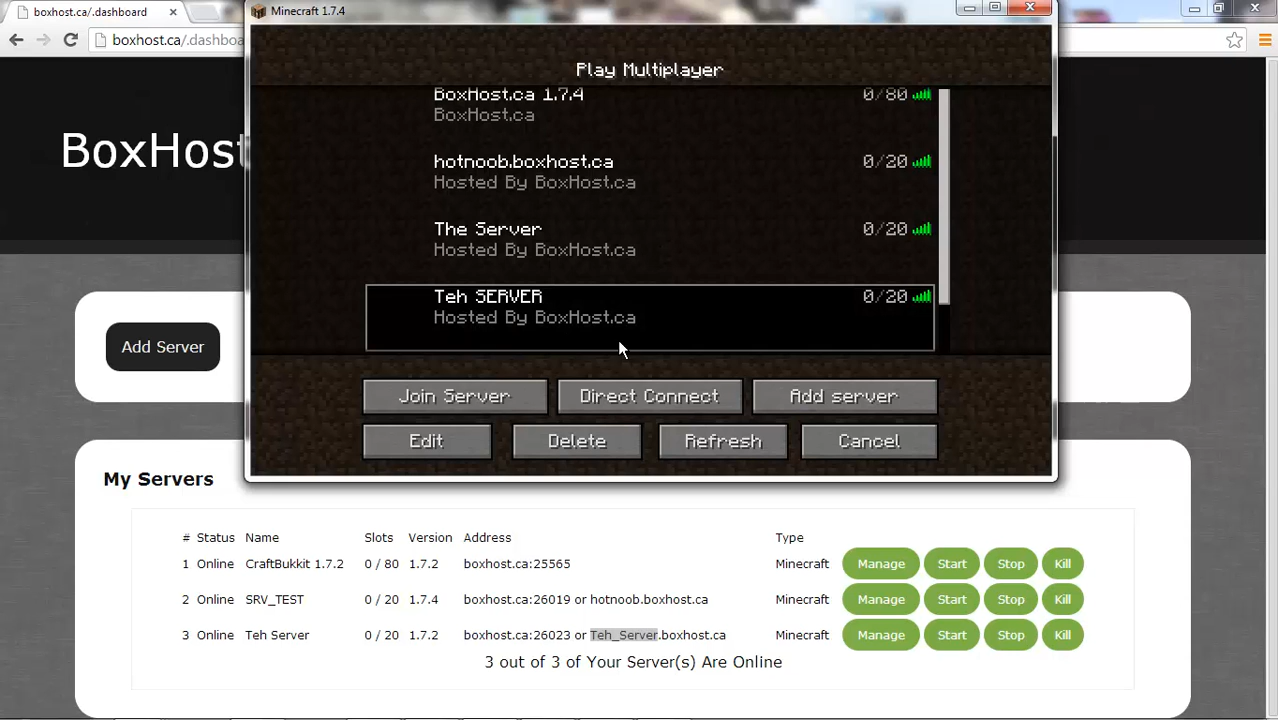 boxhost.ca/.dashboard
Minecraft 1.7.4
boxhost.ca/.dashboa
Play Multiplayer
BoxHost.ca 1.7.4 0/80
BoxHost.ca
BoxHost
hotnoob.boxhost.ca 0/20
Hosted By BoxHost.ca
The Server 0/20
Hosted By BoxHost.ca
Teh SERVER 0/20
Hosted By BoxHost.ca
Add Server
Join Server Direct Connect Add server
Edit Delete Refresh Cancel
My Servers
# Status Name Slots Version Address Type
1 Online CraftBukkit 1.7.2 0 / 80 1.7.2 boxhost.ca:25565 Minecraft Manage Start Stop Kill
2 Online SRV_TEST 0 / 20 1.7.4 boxhost.ca:26019 or hotnoob.boxhost.ca Minecraft Manage Start Stop Kill
3 Online Teh Server 0 / 20 1.7.2 boxhost.ca:26023 or Teh_Server.boxhost.ca Minecraft Manage Start Stop Kill
3 out of 3 of Your Server(s) Are Online